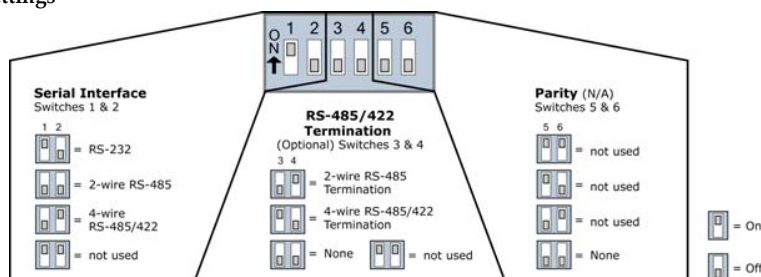 ettings
ON 1 2 3 4 5 6
Serial Interface
Switches 1 & 2
1 2
= RS-232
= 2-wire RS-485
= 4-wire
RS-485/422
= not used
RS-485/422
Termination
(Optional) Switches 3 & 4
3 4
= 2-wire RS-485
Termination
= 4-wire RS-485/422
Termination
= None
= not used
Parity (N/A)
Switches 5 & 6
5 6
= not used
= not used
= not used
= None
= On
= Off